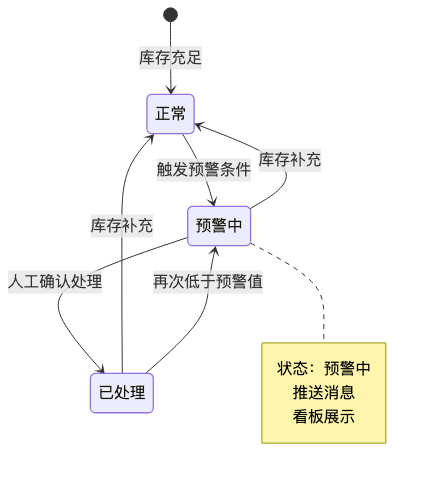 库存充足
正常
触发预警条件
库存补充
预警中
库存补充
人工确认处理
再次低于预警值
已处理
状态：预警中
推送消息
看板展示